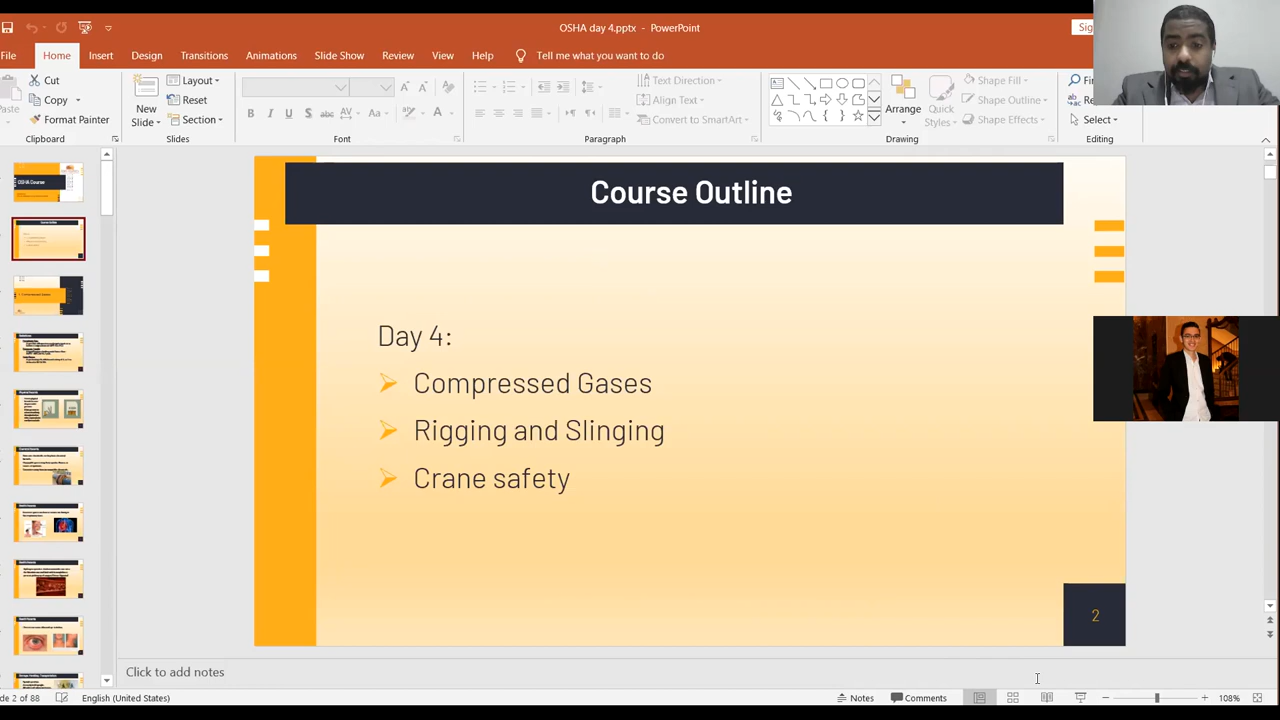 OSHA day 4.pptx - PowerPoint
Sig
File Home Insert Design Transitions Animations Slide Show Review View Help Tell me what you want to do
Cut
Copy
Format Painter
Clipboard
New Slide
Layout
Reset
Section
Slides
Font
Text Direction
Align Text
Convert to SmartArt
Paragraph
Arrange
Quick Styles
Shape Fill
Shape Outline
Shape Effects
Drawing
Select
Editing
Course Outline
Day 4:
Compressed Gases
Rigging and Slinging
Crane safety
2
OSHA Course
Click to add notes
de 2 of 88
English (United States)
Notes
Comments
108%